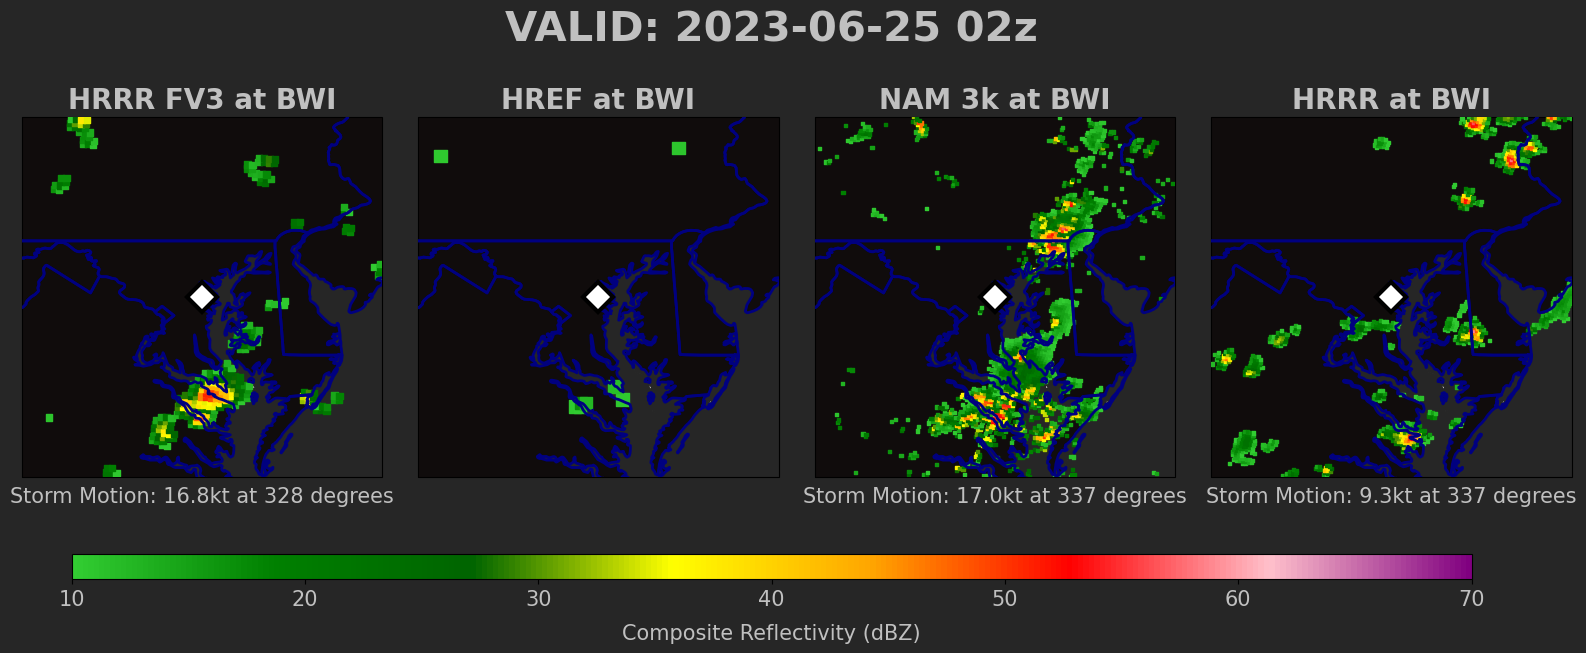 VALID: 2023-06-25 02z
HRRR FV3 at BWI
HREF at BWI
NAM 3k at BWI
HRRR at BWI
Storm Motion: 16.8kt at 328 degrees
Storm Motion: 17.0kt at 337 degrees
Storm Motion: 9.3kt at 337 degrees
10 20 30 40 50 60 70
Composite Reflectivity (dBZ)